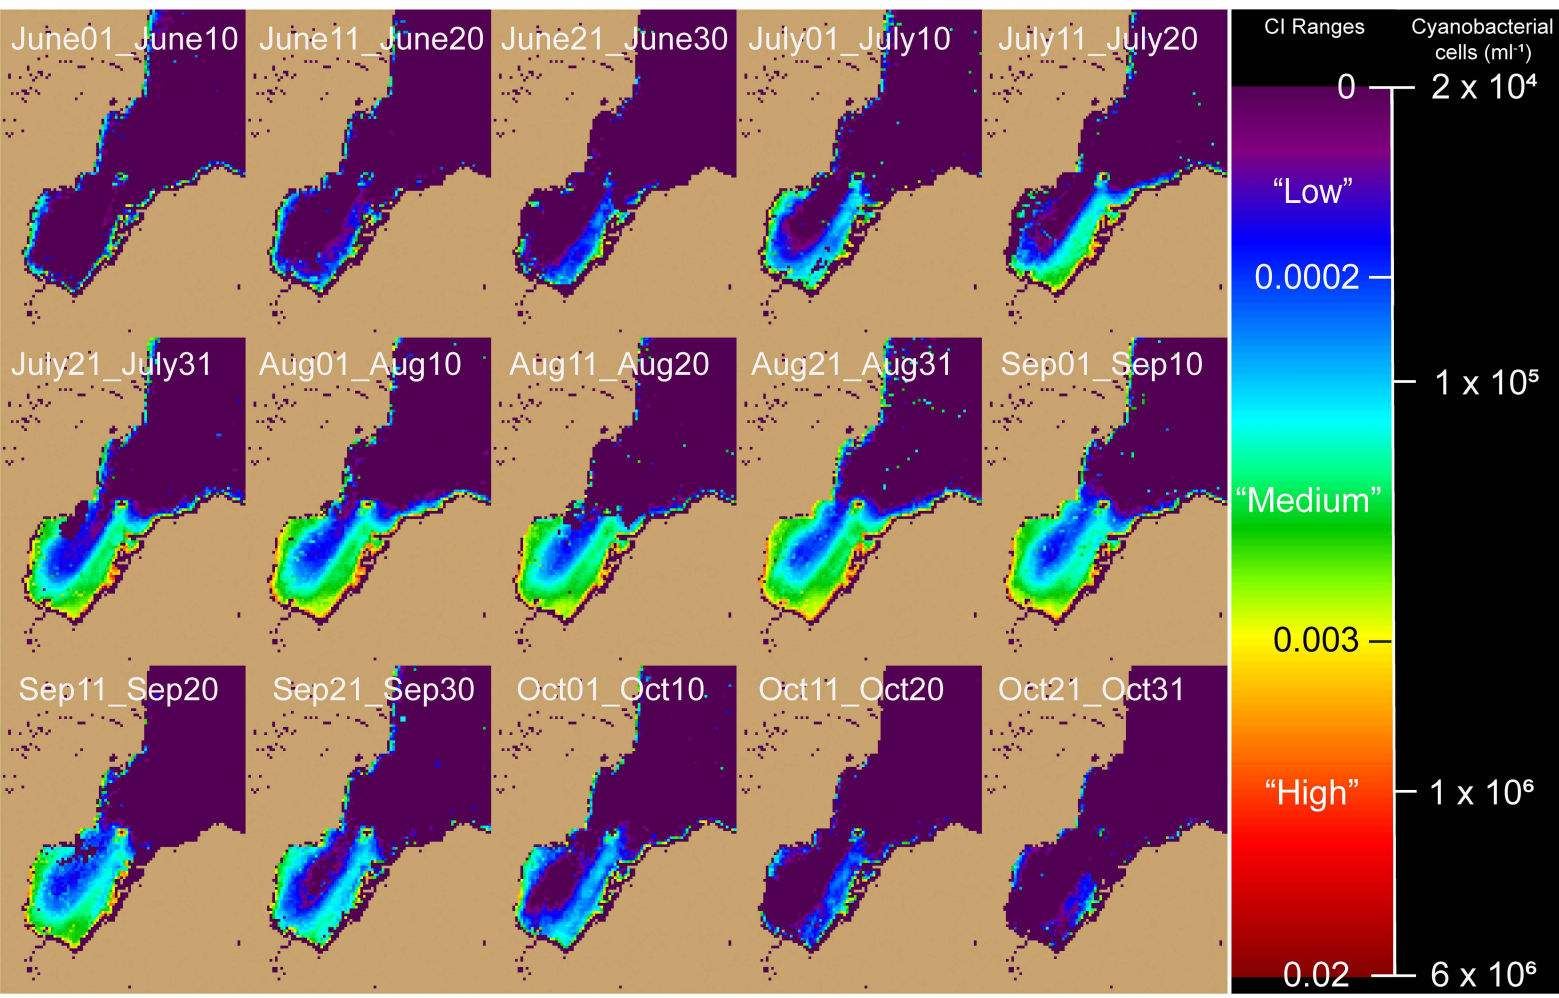 June01_June10
June11_June20
June21_June30
July01_July10
July11_July20
July21_July31
Aug01_Aug10
Aug11_Aug20
Aug21_Aug31
Sep01_Sep10
Sep11_Sep20
Sep21_Sep30
Oct01_Oct10
Oct11_Oct20
Oct21_Oct31
CI Ranges
Cyanobacterial
cells (ml⁻¹)
0
2 x 10⁴
“Low”
0.0002
1 x 10⁵
“Medium”
0.003
“High”
1 x 10⁶
0.02
6 x 10⁶